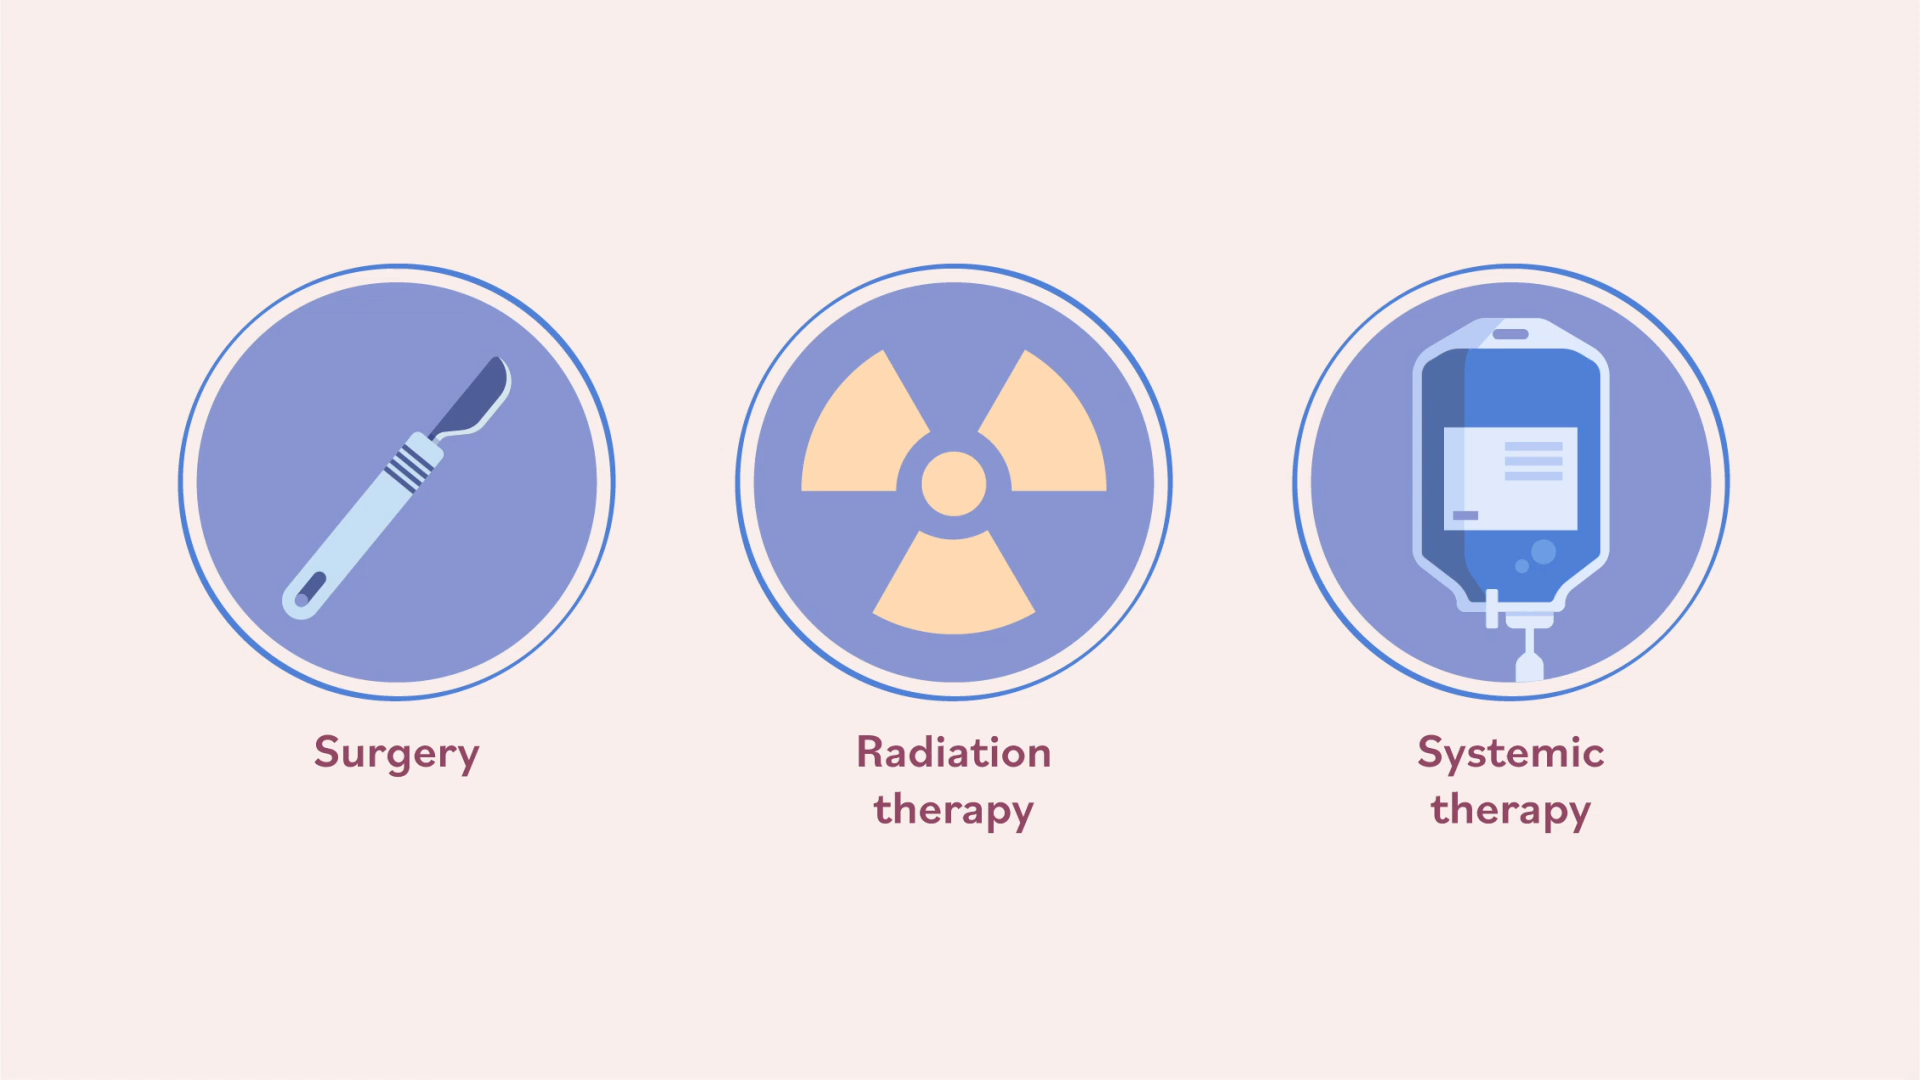 Surgery
Radiation
therapy
Systemic
therapy